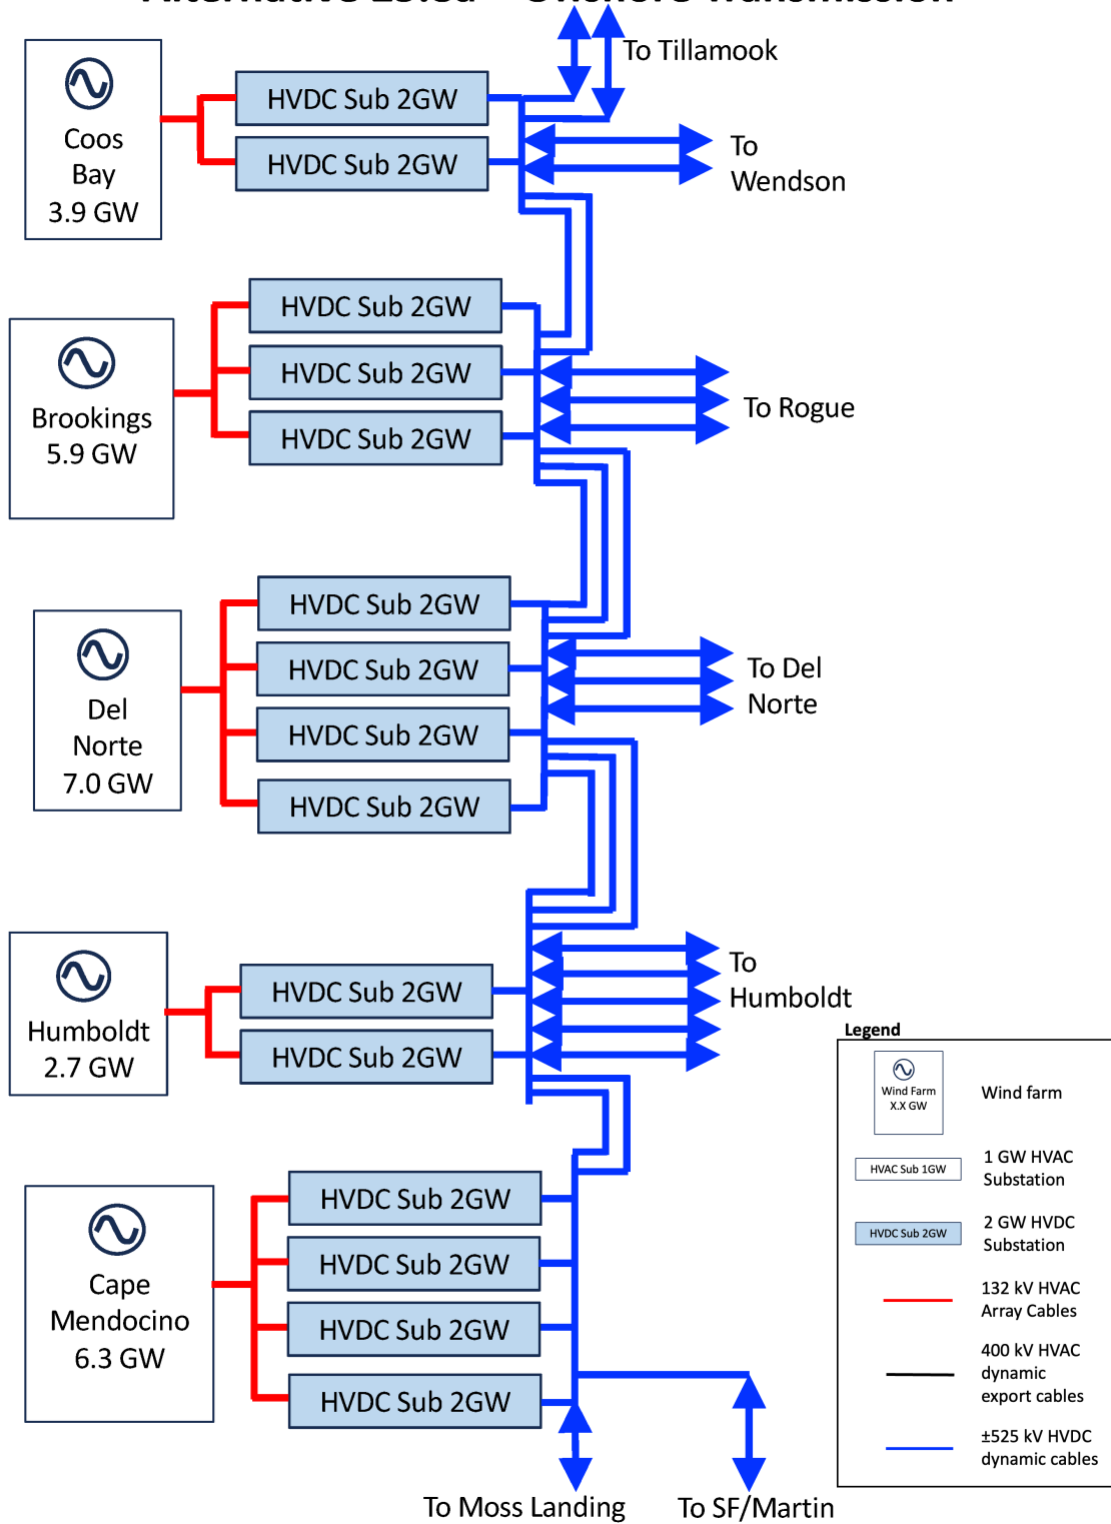 To Tillamook
HVDC Sub 2GW
HVDC Sub 2GW
Coos
Bay
3.9 GW
To
Wendson
HVDC Sub 2GW
HVDC Sub 2GW
HVDC Sub 2GW
Brookings
5.9 GW
To Rogue
HVDC Sub 2GW
HVDC Sub 2GW
HVDC Sub 2GW
HVDC Sub 2GW
Del
Norte
7.0 GW
To Del
Norte
HVDC Sub 2GW
HVDC Sub 2GW
Humboldt
2.7 GW
To
Humboldt
HVDC Sub 2GW
HVDC Sub 2GW
HVDC Sub 2GW
HVDC Sub 2GW
Cape
Mendocino
6.3 GW
To Moss Landing
To SF/Martin
Legend
Wind Farm
X.X GW
Wind farm
HVAC Sub 1GW
1 GW HVAC
Substation
HVDC Sub 2GW
2 GW HVDC
Substation
132 kV HVAC
Array Cables
400 kV HVAC
dynamic
export cables
±525 kV HVDC
dynamic cables